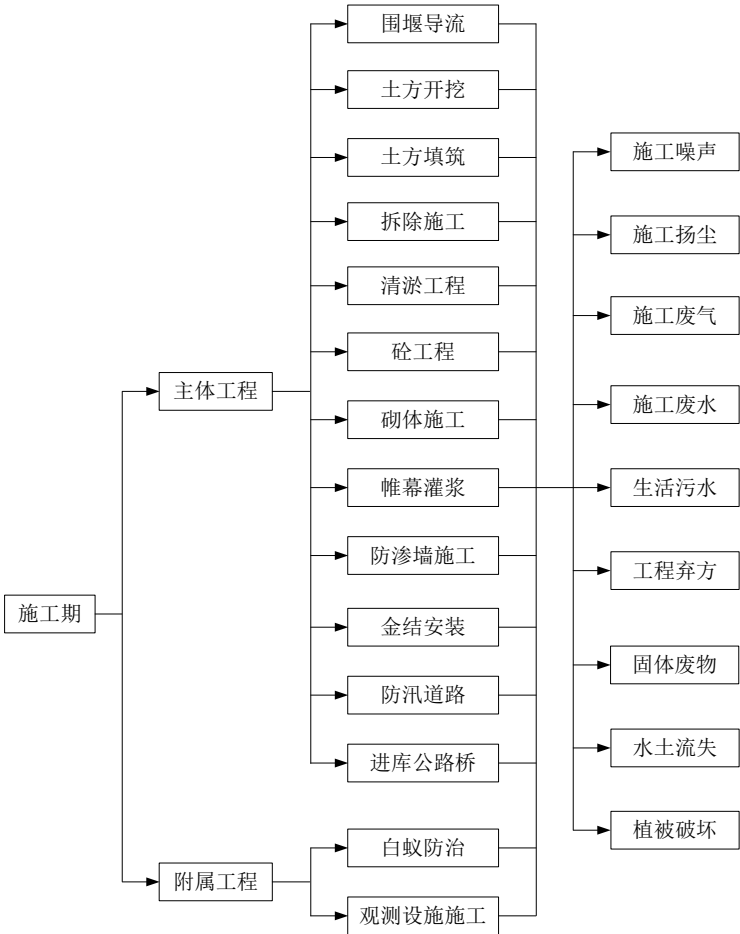 施工期
主体工程
附属工程
围堰导流
土方开挖
土方填筑
拆除施工
清淤工程
砼工程
砌体施工
帷幕灌浆
防渗墙施工
金结安装
防汛道路
进库公路桥
白蚁防治
观测设施施工
施工噪声
施工扬尘
施工废气
施工废水
生活污水
工程弃方
固体废物
水土流失
植被破坏